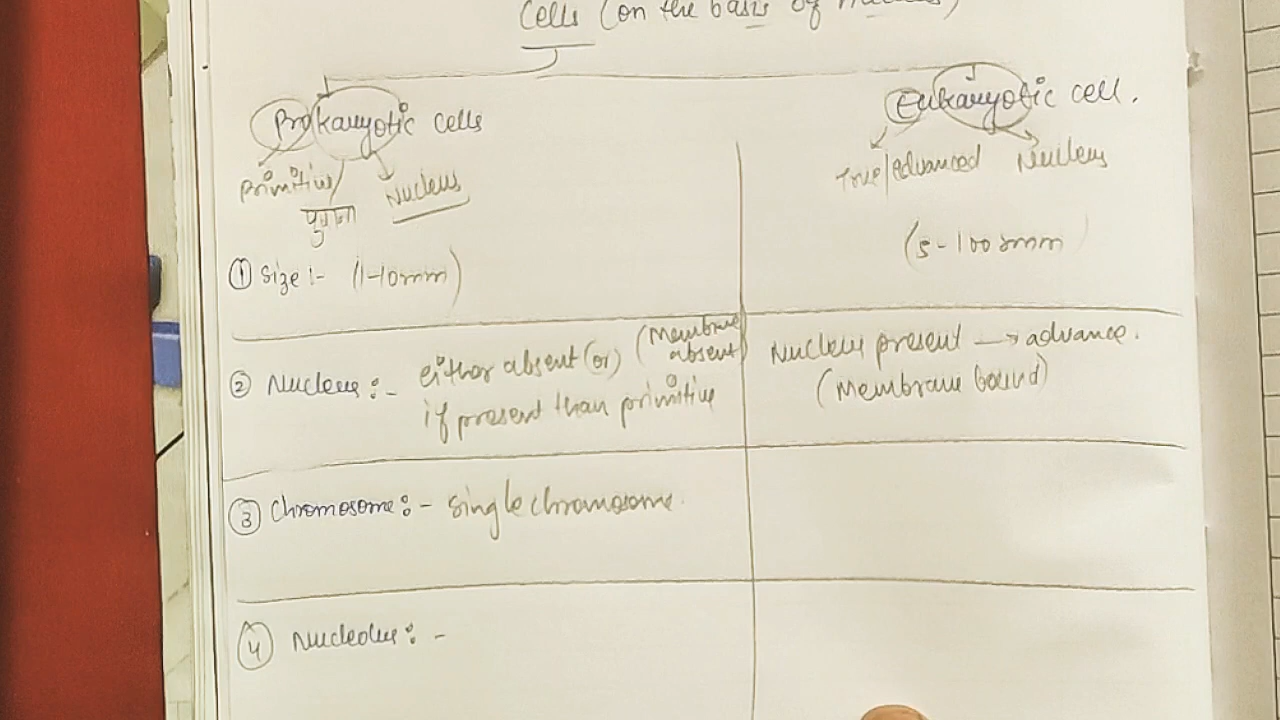 Cells (on the basis of nucleus)
Prokaryotic cells
Eukaryotic cell.
Primitive/
Nucleus
True/advanced
Nucleus
① Size :- (1-10mm)
(5-100mm)
② Nucleus :- either absent (or) (Membrane absent)
if present than primitive
Nucleus present → advance.
(Membrane bound)
③ Chromosome :- single chromosome.
④ Nucleolus :-